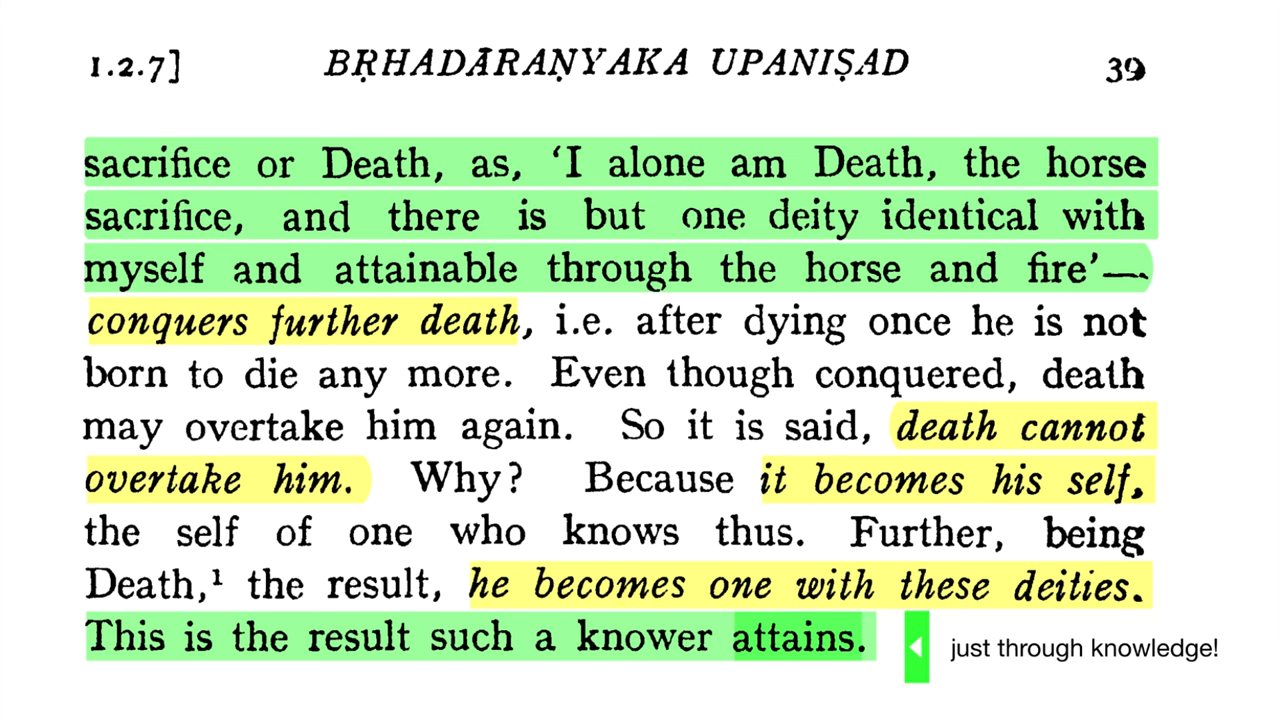 1.2.7] BṚHADĀRAṆYAKA UPANIṢAD 39
sacrifice or Death, as, ‘I alone am Death, the horse
sacrifice, and there is but one deity identical with
myself and attainable through the horse and fire’—
conquers further death, i.e. after dying once he is not
born to die any more. Even though conquered, death
may overtake him again. So it is said, death cannot
overtake him. Why? Because it becomes his self,
the self of one who knows thus. Further, being
Death,¹ the result, he becomes one with these deities.
This is the result such a knower attains. just through knowledge!